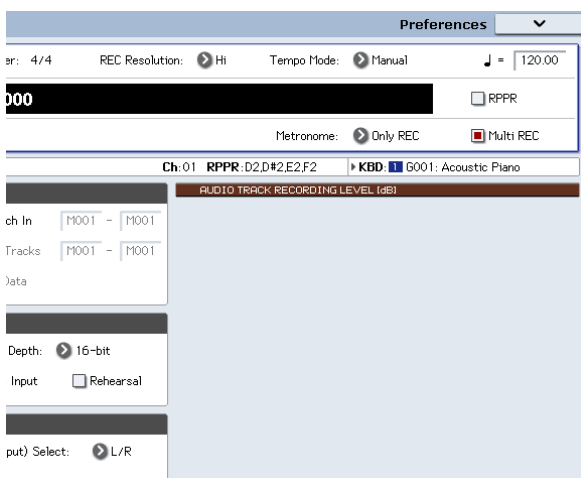 Preferences
er: 4/4 REC Resolution: Hi Tempo Mode: Manual ♩ = 120.00
000 RPPR
Metronome: Only REC Multi REC
Ch:01 RPPR:D2,D#2,E2,F2 KBD: 1 G001: Acoustic Piano
AUDIO TRACK RECORDING LEVEL [dB]
ch In M001 - M001
Tracks M001 - M001
Data
Depth: 16-bit
Input Rehearsal
put) Select: L/R